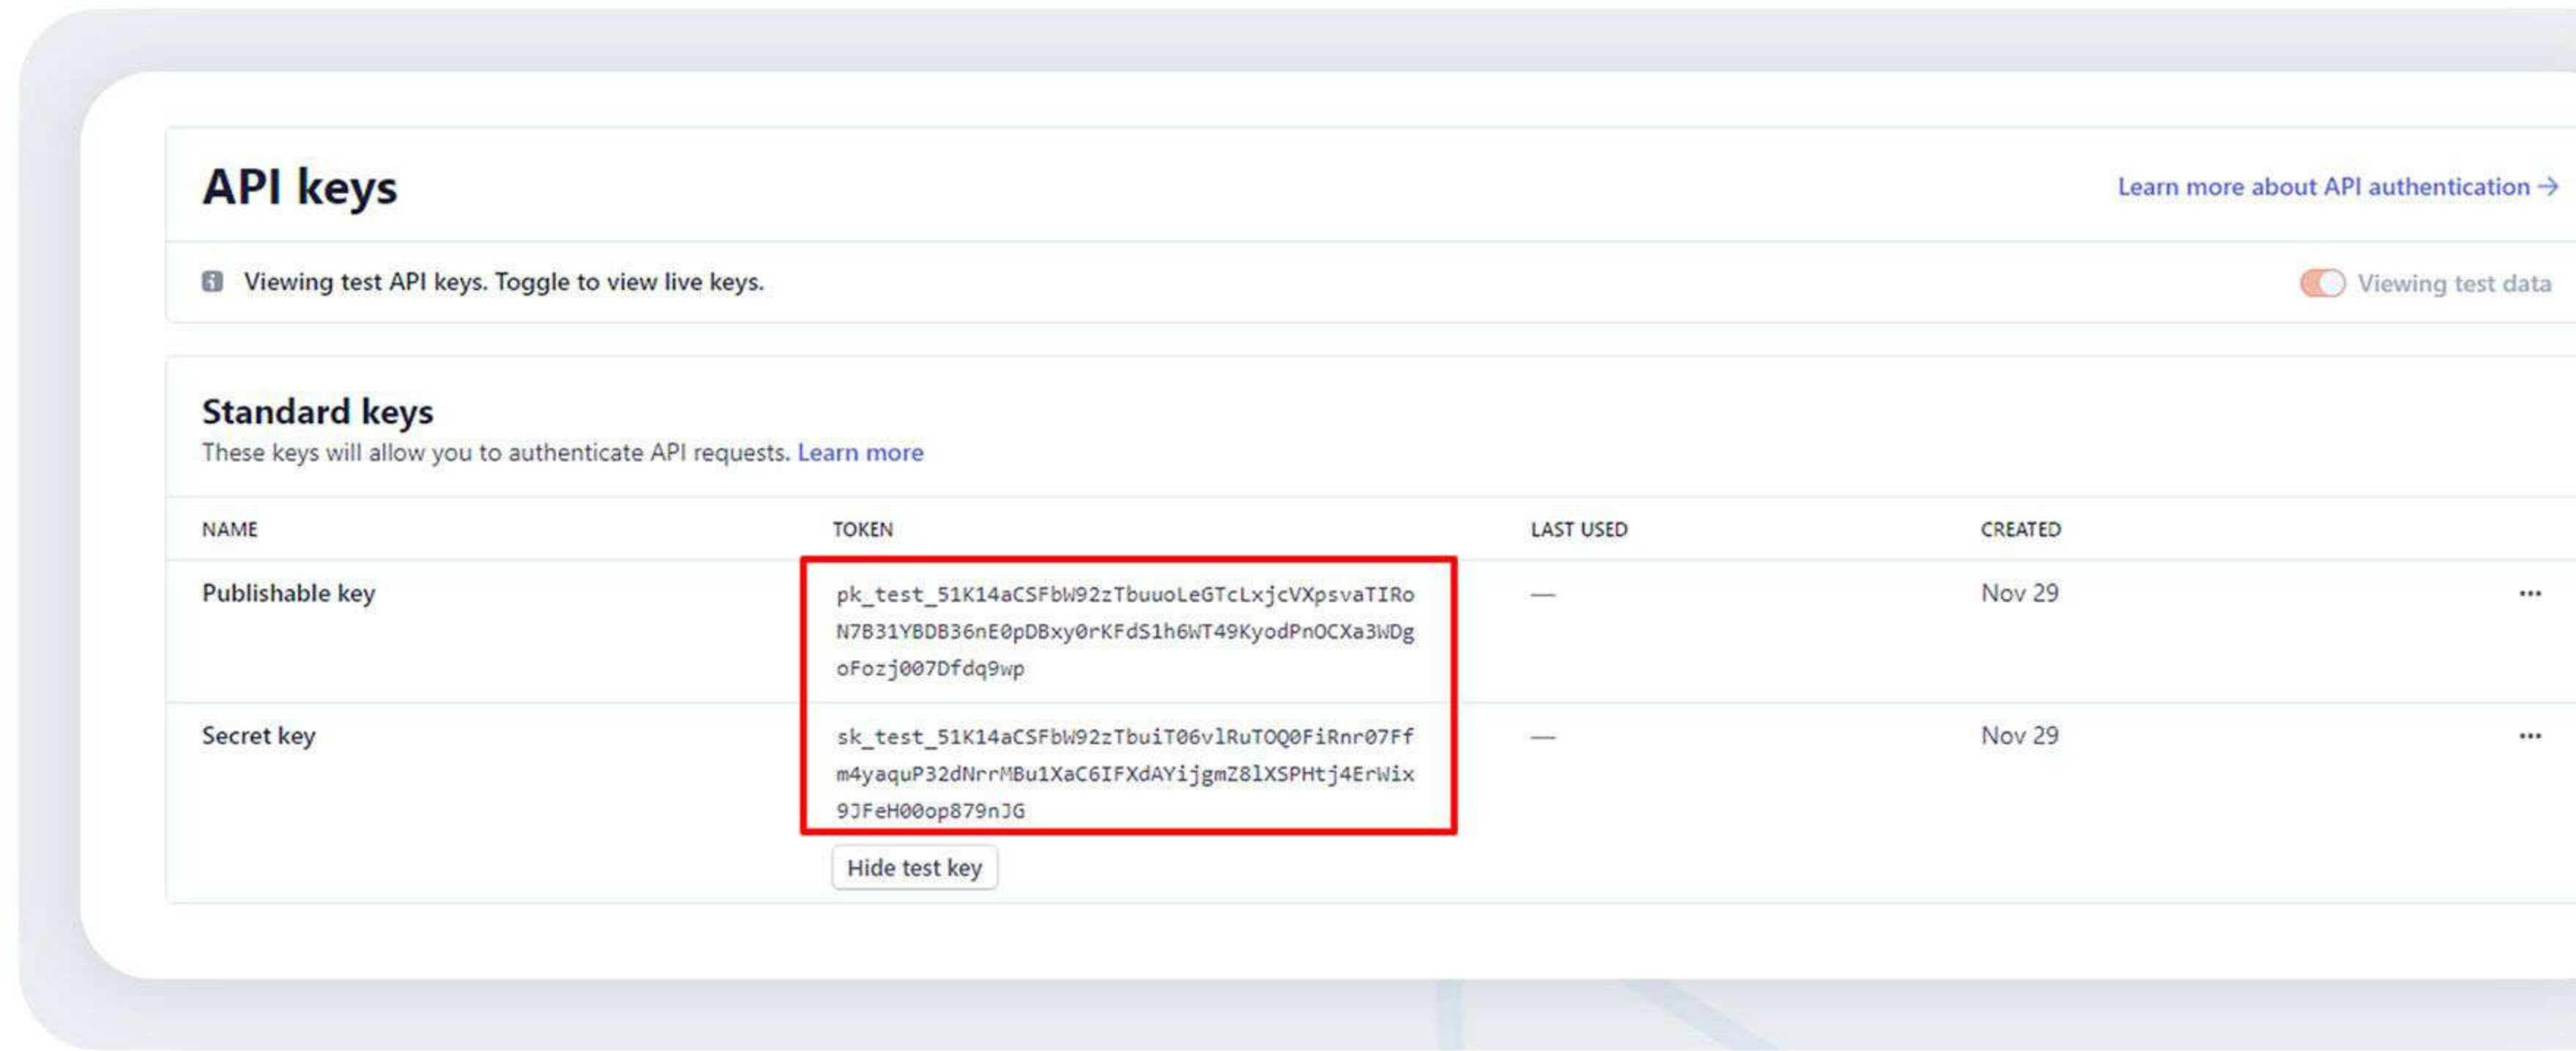 API keys
Learn more about API authentication →
Viewing test API keys. Toggle to view live keys.
Viewing test data
Standard keys
These keys will allow you to authenticate API requests. Learn more
NAME TOKEN LAST USED CREATED
Publishable key pk_test_51K14aCSFbW92zTbuuoLeGTcLxjcVXpsvaTIRo — Nov 29 •••
N7B31YBDB36nE0pDBxy0rKFdS1h6WT49KyodPnOCXa3WDg
oFozj007Dfdq9wp
Secret key sk_test_51K14aCSFbW92zTbuiT06vlRuTOQ0FiRnr07Ff — Nov 29 •••
m4yaquP32dNrrMBu1XaC6IFXdAYijgmZ8lXSPHtj4ErWix
9JFeH00op879nJG
Hide test key